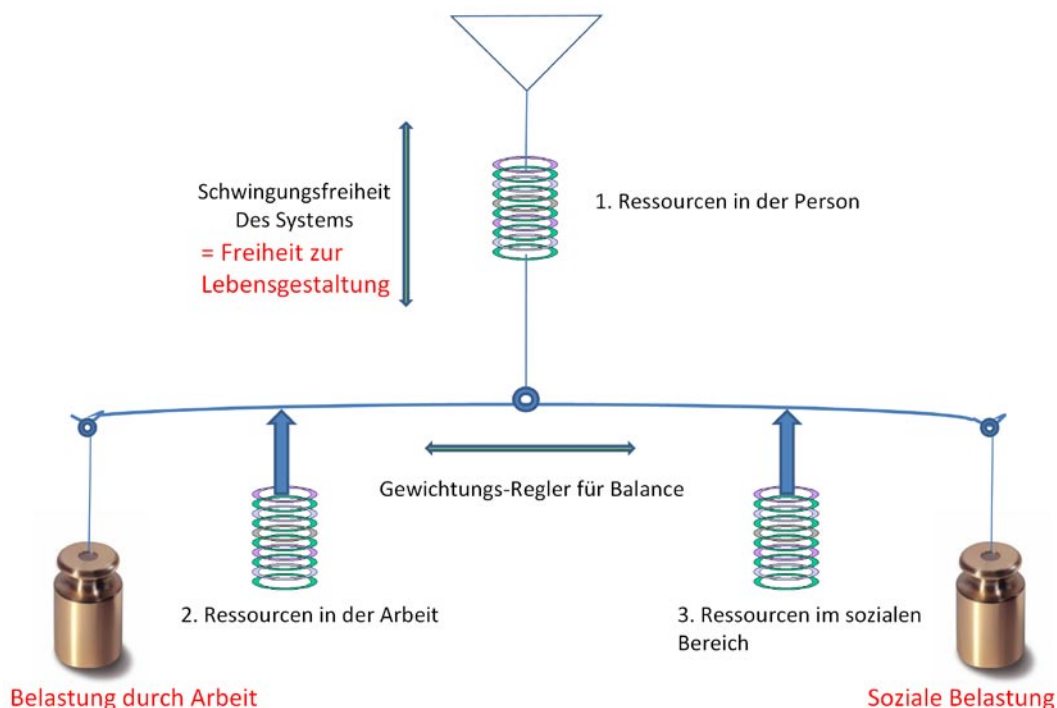 Schwingungsfreiheit
Des Systems
= Freiheit zur
Lebensgestaltung
1. Ressourcen in der Person
Gewichtungs-Regler für Balance
2. Ressourcen in der Arbeit
3. Ressourcen im sozialen
Bereich
Belastung durch Arbeit
Soziale Belastung